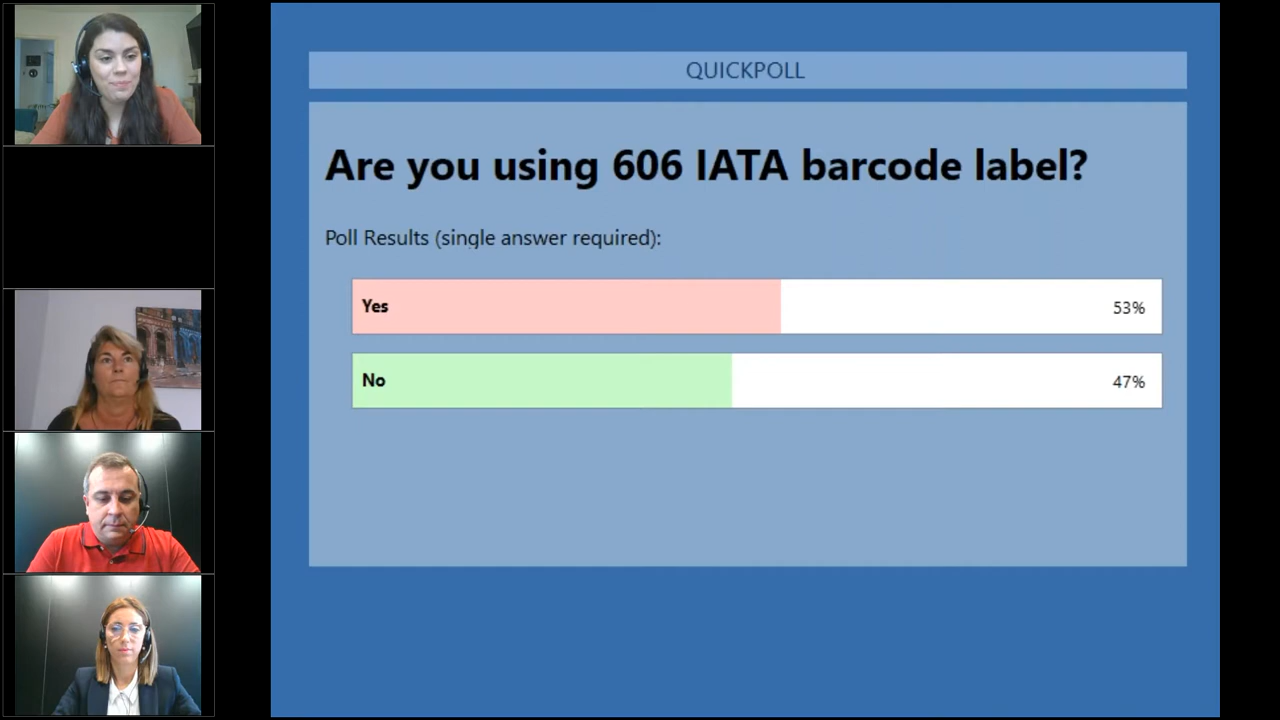 QUICKPOLL
Are you using 606 IATA barcode label?
Poll Results (single answer required):
Yes 53%
No 47%